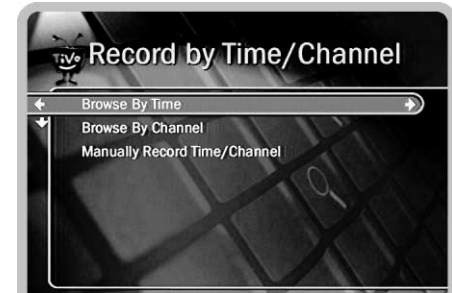 TiVo
Record by Time/Channel
Browse By Time
Browse By Channel
Manually Record Time/Channel